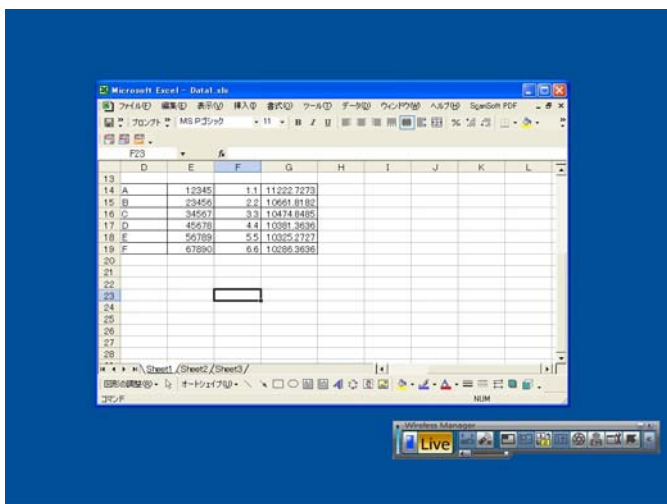 Microsoft Excel - Data1.xls
ファイル(F) 編集(E) 表示(V) 挿入(I) 書式(O) ツール(T) データ(D) ウィンドウ(W) ヘルプ(H) ScanSoft PDF
プロンプト MS Pゴシック 11 B I U
F23 fx
D E F G H I J K L
13
14 A 12345 1.1 11222.7273
15 B 23456 2.2 10661.8182
16 C 34567 3.3 10474.8485
17 D 45678 4.4 10381.3636
18 E 56789 5.5 10325.2727
19 F 67890 6.6 10286.3636
20
21
22
23
24
25
26
27
28
Sheet1 Sheet2 Sheet3
図形の調整(R) オートシェイプ(U)
コマンド NUM
Wireless Manager
Live